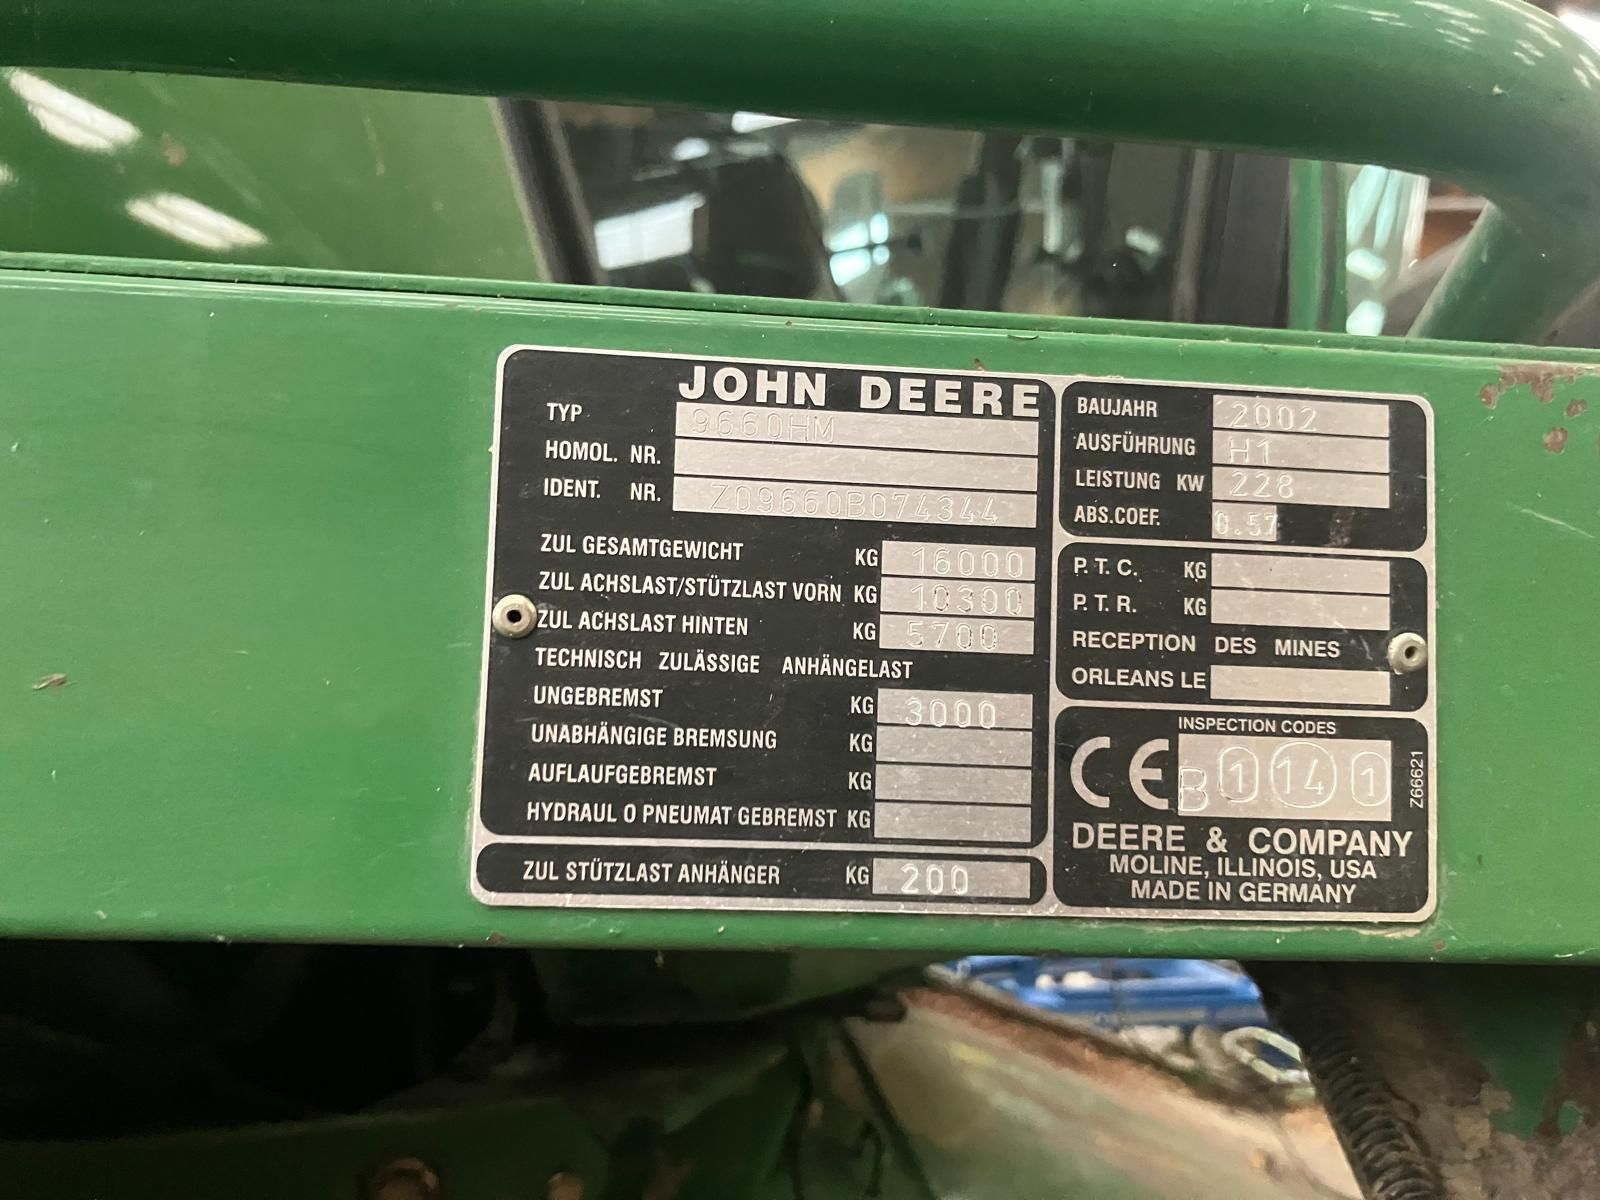 JOHN DEERE
TYP 9660HM
HOMOL. NR.
IDENT. NR. Z09660B074344
ZUL GESAMTGEWICHT KG 16000
ZUL ACHSLAST/STÜTZLAST VORN KG 10300
ZUL ACHSLAST HINTEN KG 5700
TECHNISCH ZULÄSSIGE ANHÄNGELAST
UNGEBREMST KG 3000
UNABHÄNGIGE BREMSUNG KG
AUFLAUFGEBREMST KG
HYDRAUL O PNEUMAT GEBREMST KG
ZUL STÜTZLAST ANHÄNGER KG 200
BAUJAHR 2002
AUSFÜHRUNG H1
LEISTUNG KW 228
ABS.COEF. 0.57
P. T. C. KG
P. T. R. KG
RECEPTION DES MINES
ORLEANS LE
INSPECTION CODES
CE B 1 14 1
Z66621
DEERE & COMPANY
MOLINE, ILLINOIS, USA
MADE IN GERMANY